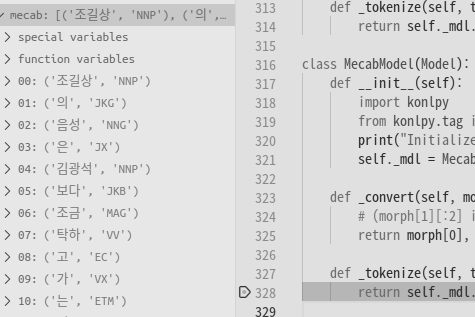 mecab: [('조길상', 'NNP'), ('의',…
special variables
function variables
00: ('조길상', 'NNP')
01: ('의', 'JKG')
02: ('음성', 'NNG')
03: ('은', 'JX')
04: ('김광석', 'NNP')
05: ('보다', 'JKB')
06: ('조금', 'MAG')
07: ('탁하', 'VV')
08: ('고', 'EC')
09: ('가', 'VX')
10: ('는', 'ETM')
313 def _tokenize(self, t
314 return self._mdl.
315
316 class MecabModel(Model):
317 def __init__(self):
318 import konlpy
319 from konlpy.tag i
320 print("Initialize
321 self._mdl = Mecab
322
323 def _convert(self, mo
324 # (morph[1][:2] i
325 return morph[0],
326
327 def _tokenize(self, t
328 return self._mdl.
329